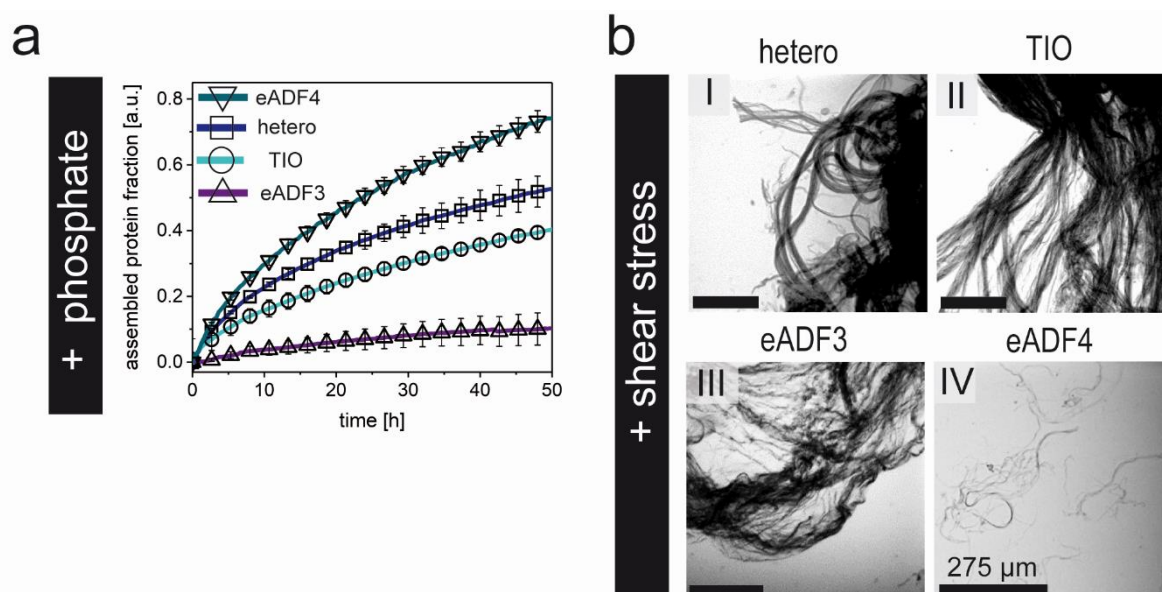 a
+ phosphate
assembled protein fraction [a.u.]
0.8
0.6
0.4
0.2
0.0
eADF4
hetero
TIO
eADF3
0 10 20 30 40 50
time [h]
b
+ shear stress
hetero
TIO
I
II
eADF3
eADF4
III
IV
275 µm